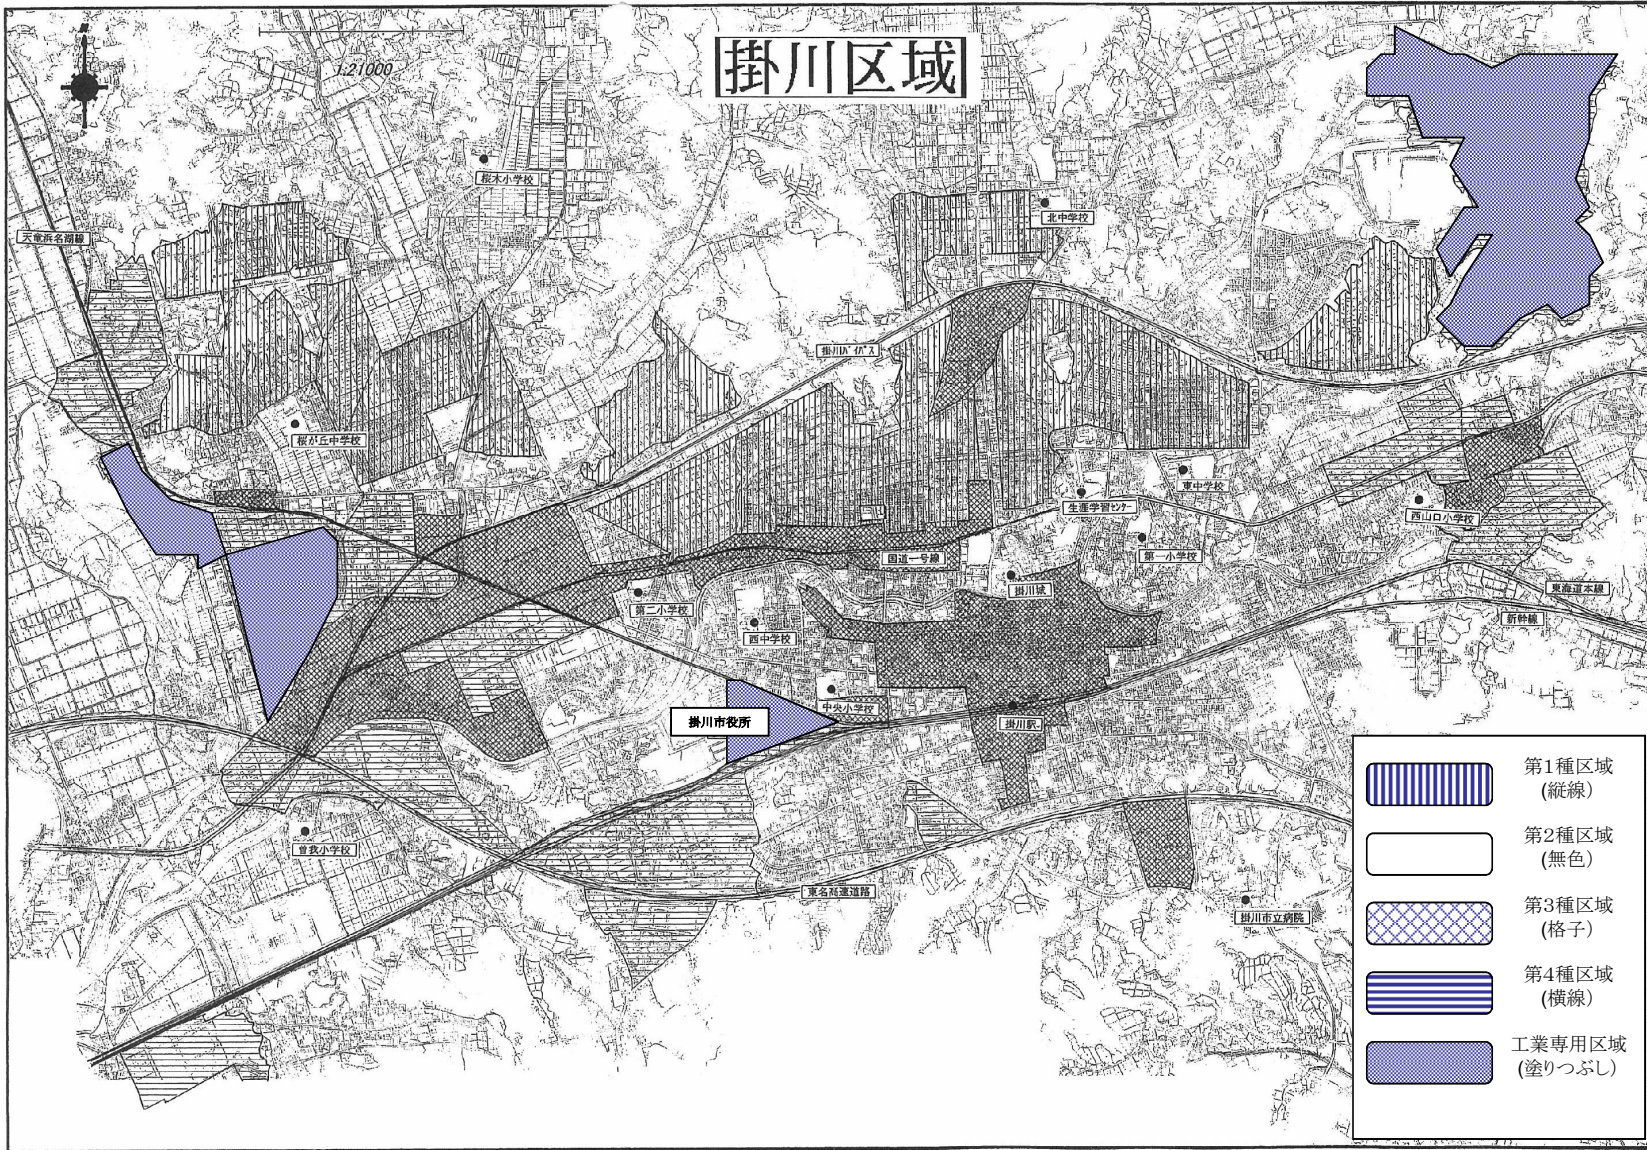 掛川区域
1:21000
桜木小学校
北中学校
天竜浜名湖線
掛川バイパス
桜が丘中学校
東中学校
生涯学習センター
西山口小学校
国道一号線
第一小学校
掛川城
東海道本線
第二小学校
新幹線
西中学校
中央小学校
掛川市役所
掛川駅
曽我小学校
東名高速道路
掛川市立病院
第1種区域
(縦線)
第2種区域
(無色)
第3種区域
(格子)
第4種区域
(横線)
工業専用区域
(塗りつぶし)